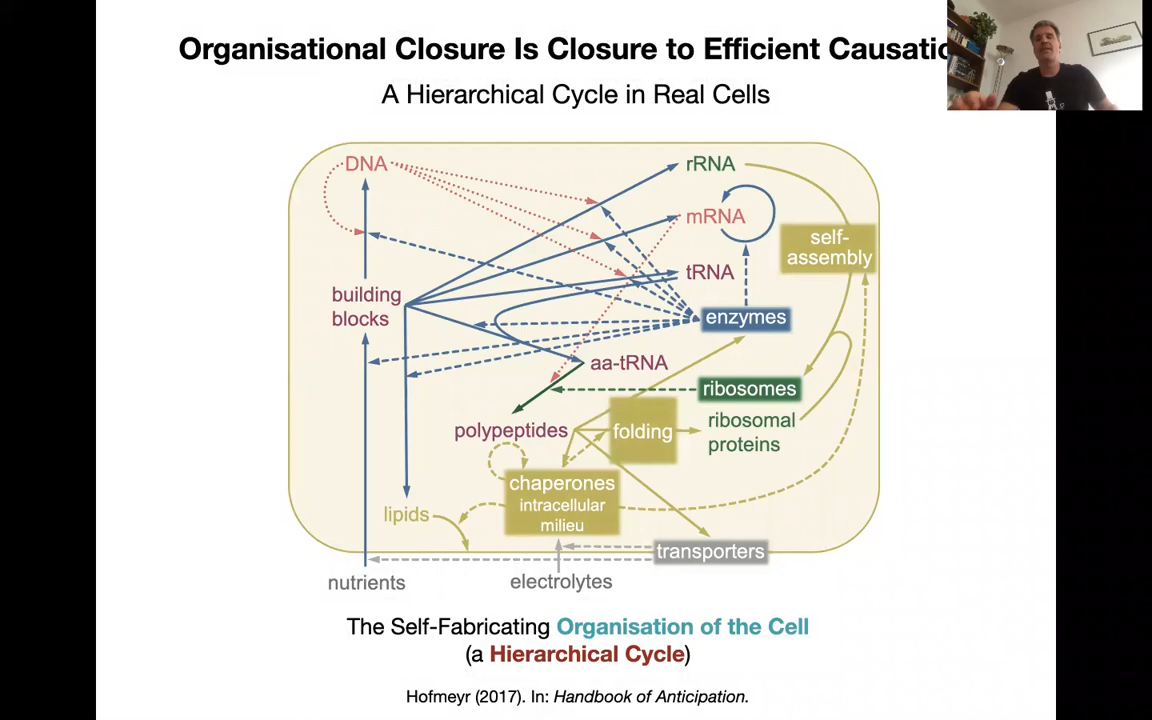 Organisational Closure Is Closure to Efficient Causatio
A Hierarchical Cycle in Real Cells
DNA
rRNA
mRNA
self-
assembly
tRNA
building
blocks
enzymes
aa-tRNA
ribosomes
polypeptides
folding
ribosomal
proteins
chaperones
intracellular
milieu
lipids
transporters
nutrients
electrolytes
The Self-Fabricating Organisation of the Cell
(a Hierarchical Cycle)
Hofmeyr (2017). In: Handbook of Anticipation.